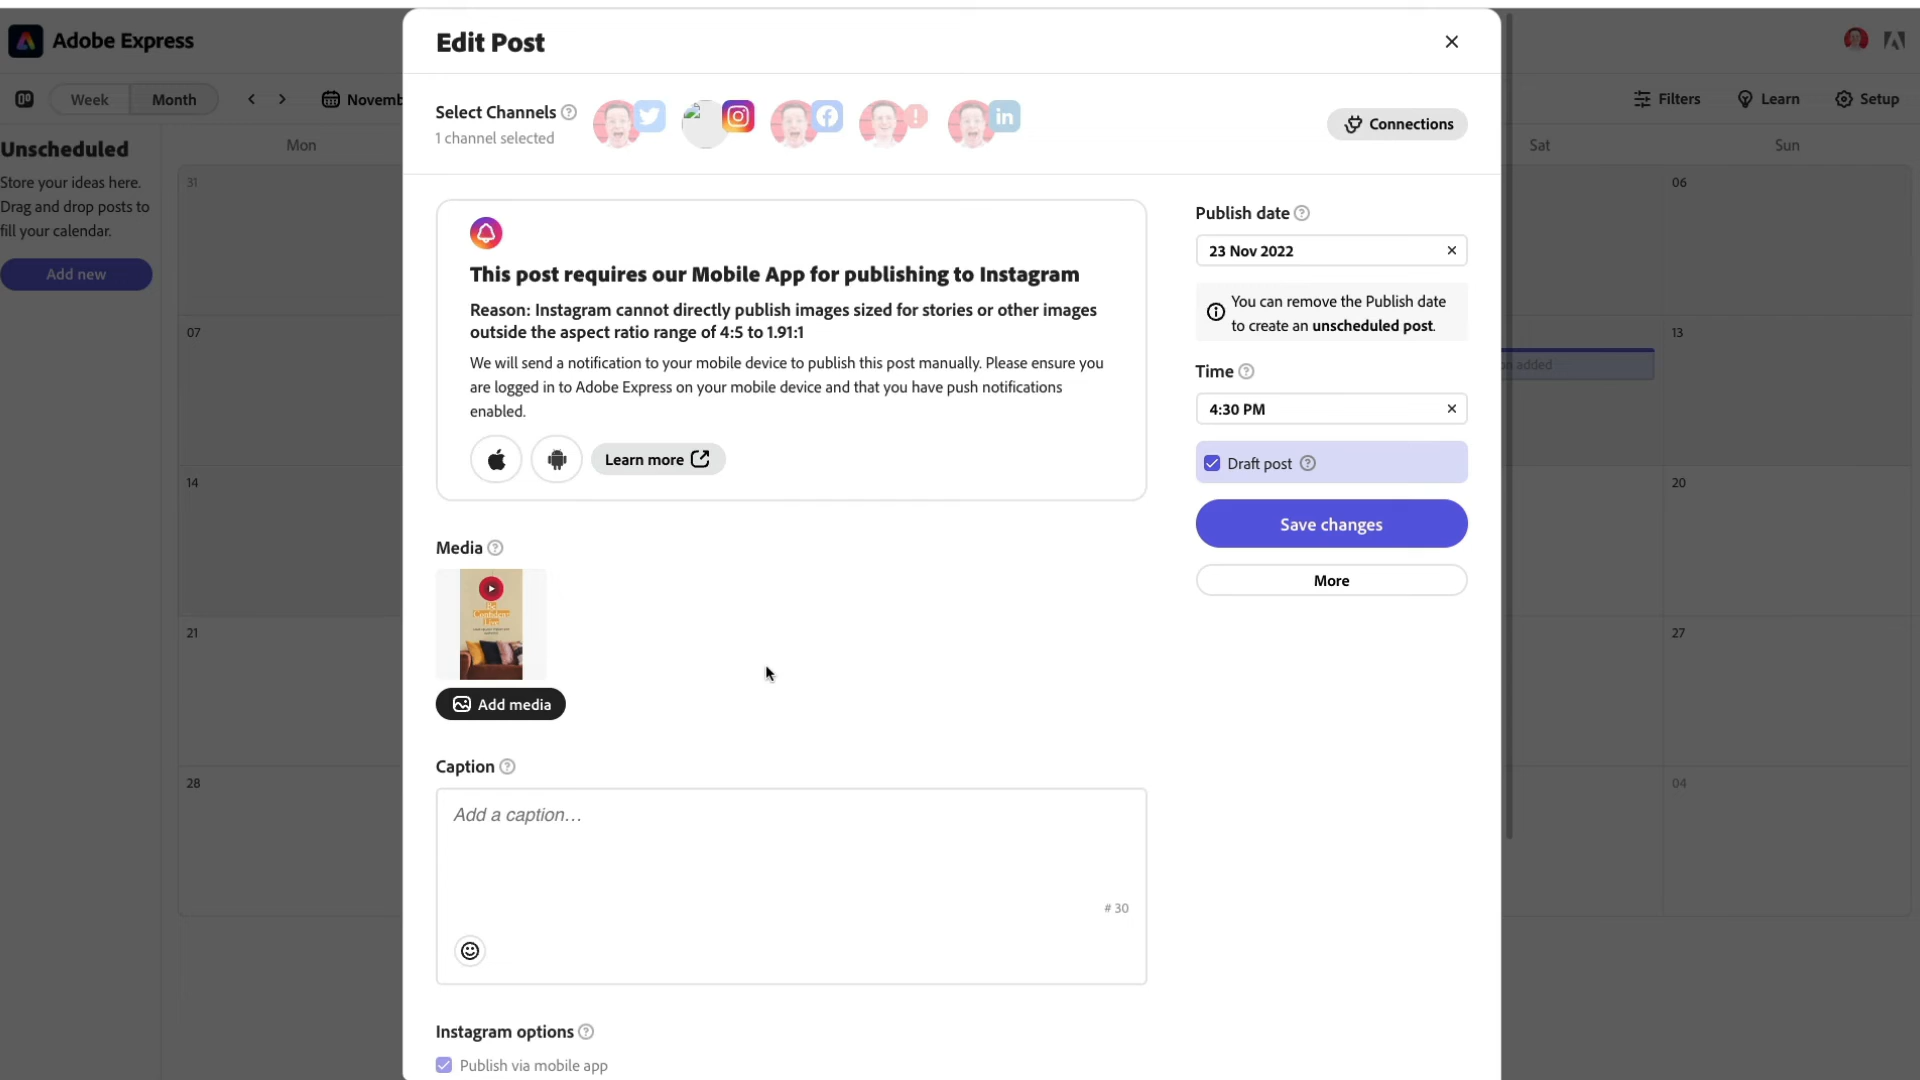 Adobe Express
Edit Post
Week
Month
Novemb
Select Channels
1 channel selected
Connections
Filters
Learn
Setup
Unscheduled
Store your ideas here.
Drag and drop posts to
fill your calendar.
Add new
Mon
Sat
Sun
31
06
07
13
14
20
21
27
28
04
on added
This post requires our Mobile App for publishing to Instagram
Reason: Instagram cannot directly publish images sized for stories or other images
outside the aspect ratio range of 4:5 to 1.91:1
We will send a notification to your mobile device to publish this post manually. Please ensure you
are logged in to Adobe Express on your mobile device and that you have push notifications
enabled.
Learn more
Publish date
23 Nov 2022
You can remove the Publish date
to create an unscheduled post.
Time
4:30 PM
Draft post
Save changes
More
Media
Add media
Caption
Add a caption...
# 30
Instagram options
Publish via mobile app